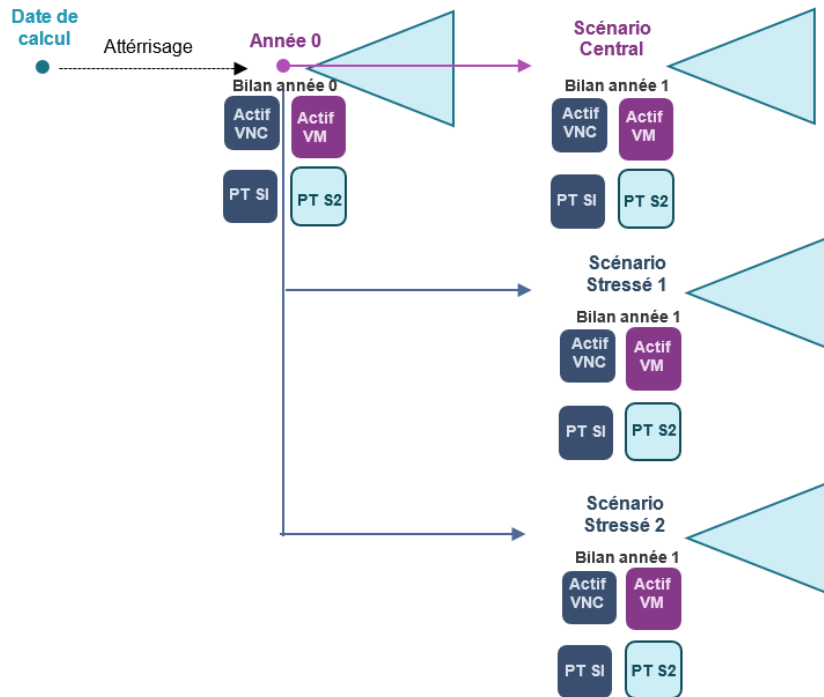 Date de
calcul
Attérrisage
Année 0
Bilan année 0
Actif
VNC
Actif
VM
PT SI
PT S2
Scénario
Central
Bilan année 1
Actif
VNC
Actif
VM
PT SI
PT S2
Scénario
Stressé 1
Bilan année 1
Actif
VNC
Actif
VM
PT SI
PT S2
Scénario
Stressé 2
Bilan année 1
Actif
VNC
Actif
VM
PT SI
PT S2